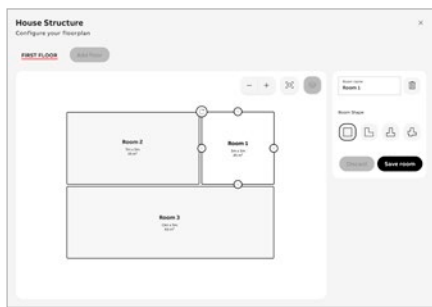 House Structure
Configure your floorplan
FIRST FLOOR
Add floor
Room name
Room 1
Room Shape
Discard
Save room
Room 2
Room 1
Room 3